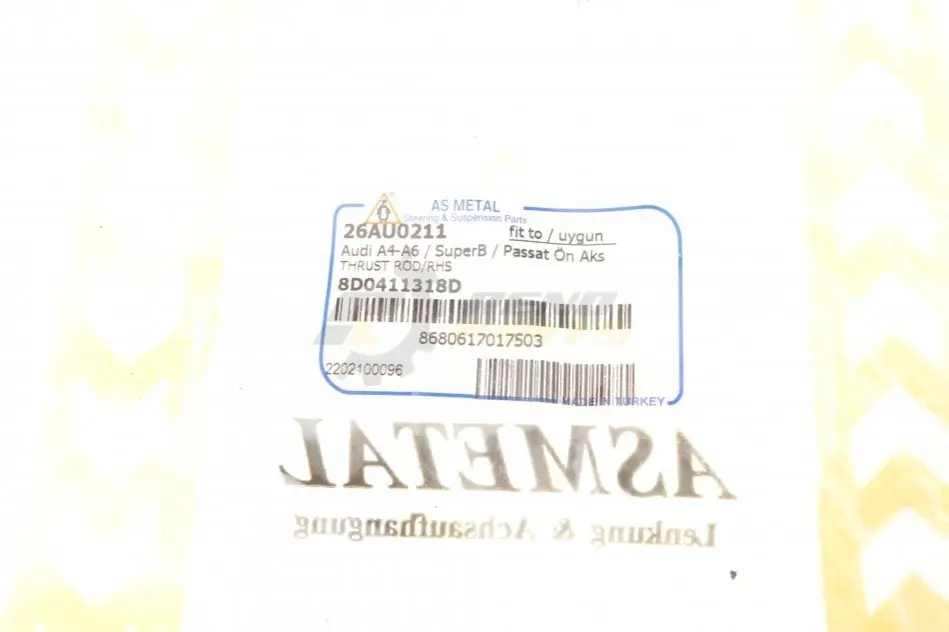 AS METAL
Steering & Suspension Parts
26AU0211 fit to / uygun
Audi A4-A6 / SuperB / Passat Ön Aks
THRUST ROD/RHS
8D0411318D
8680617017503
2202100096
MADE IN TURKEY
ASMETAL
Lenkung & Achsaufhangung